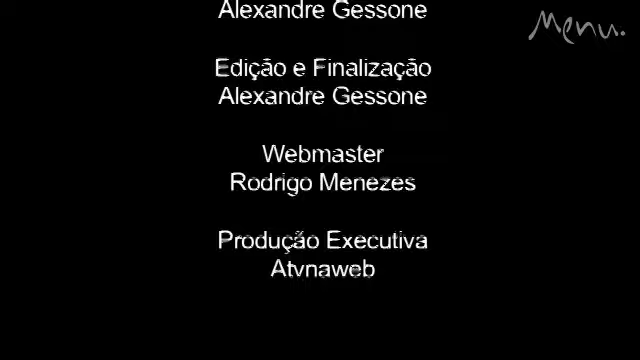 Alexandre Gessone
Menu.
Edição e Finalização
Alexandre Gessone
Webmaster
Rodrigo Menezes
Produção Executiva
Atvnaweb